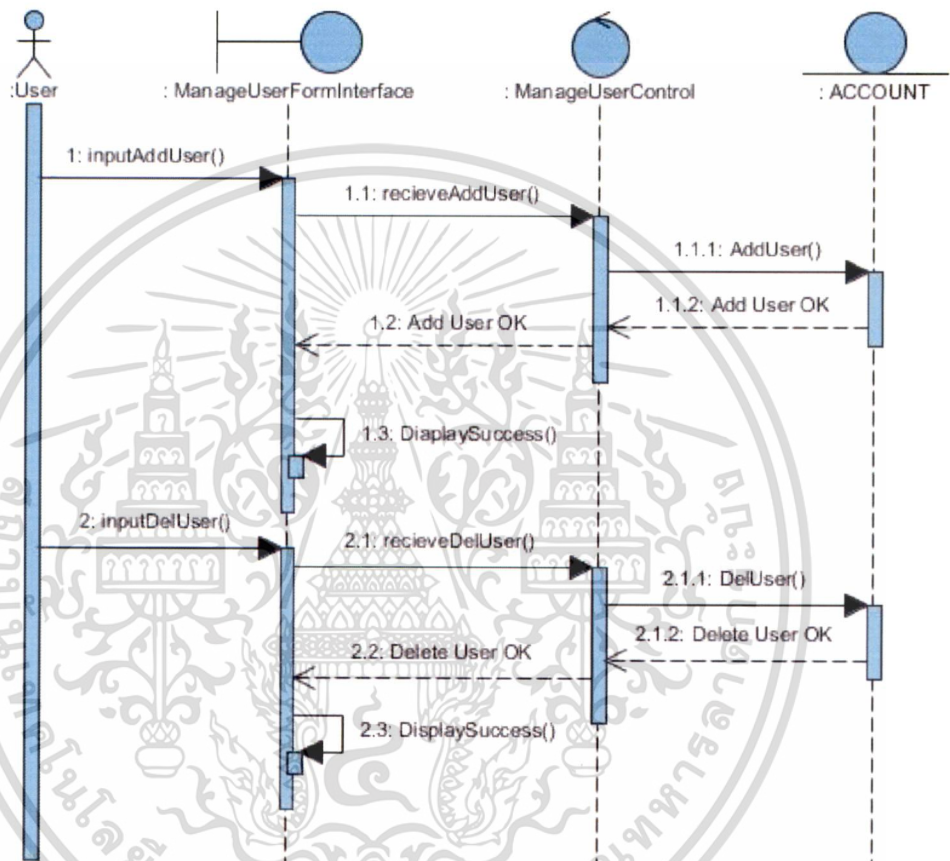 :User
: ManageUserFormInterface
: ManageUserControl
: ACCOUNT
1: inputAddUser()
1.1: recieveAddUser()
1.1.1: AddUser()
1.1.2: Add User OK
1.2: Add User OK
1.3: DiaplaySuccess()
2: inputDelUser()
2.1: recieveDelUser()
2.1.1: DelUser()
2.1.2: Delete User OK
2.2: Delete User OK
2.3: DisplaySuccess()